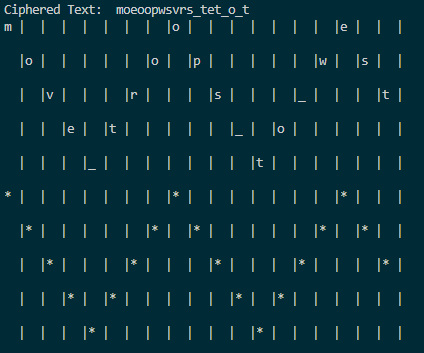 Ciphered Text:  moeoopwsvrs_tet_o_t
m |  |  |  |  |  |  |  |o |  |  |  |  |  |  |  |e |  |  |
|o |  |  |  |  |  |o |  |p |  |  |  |  |  |w |  |s |  |
|  |v |  |  |  |r |  |  |  |s |  |  |  |_ |  |  |  |t |
|  |  |e |  |t |  |  |  |  |  |_ |  |o |  |  |  |  |  |
|  |  |  |_ |  |  |  |  |  |  |  |t |  |  |  |  |  |  |
* |  |  |  |  |  |  |  |* |  |  |  |  |  |  |  |* |  |  |
|* |  |  |  |  |  |* |  |* |  |  |  |  |  |* |  |* |  |
|  |* |  |  |  |* |  |  |  |* |  |  |  |* |  |  |  |* |
|  |  |* |  |* |  |  |  |  |  |* |  |* |  |  |  |  |  |
|  |  |  |* |  |  |  |  |  |  |  |* |  |  |  |  |  |  |